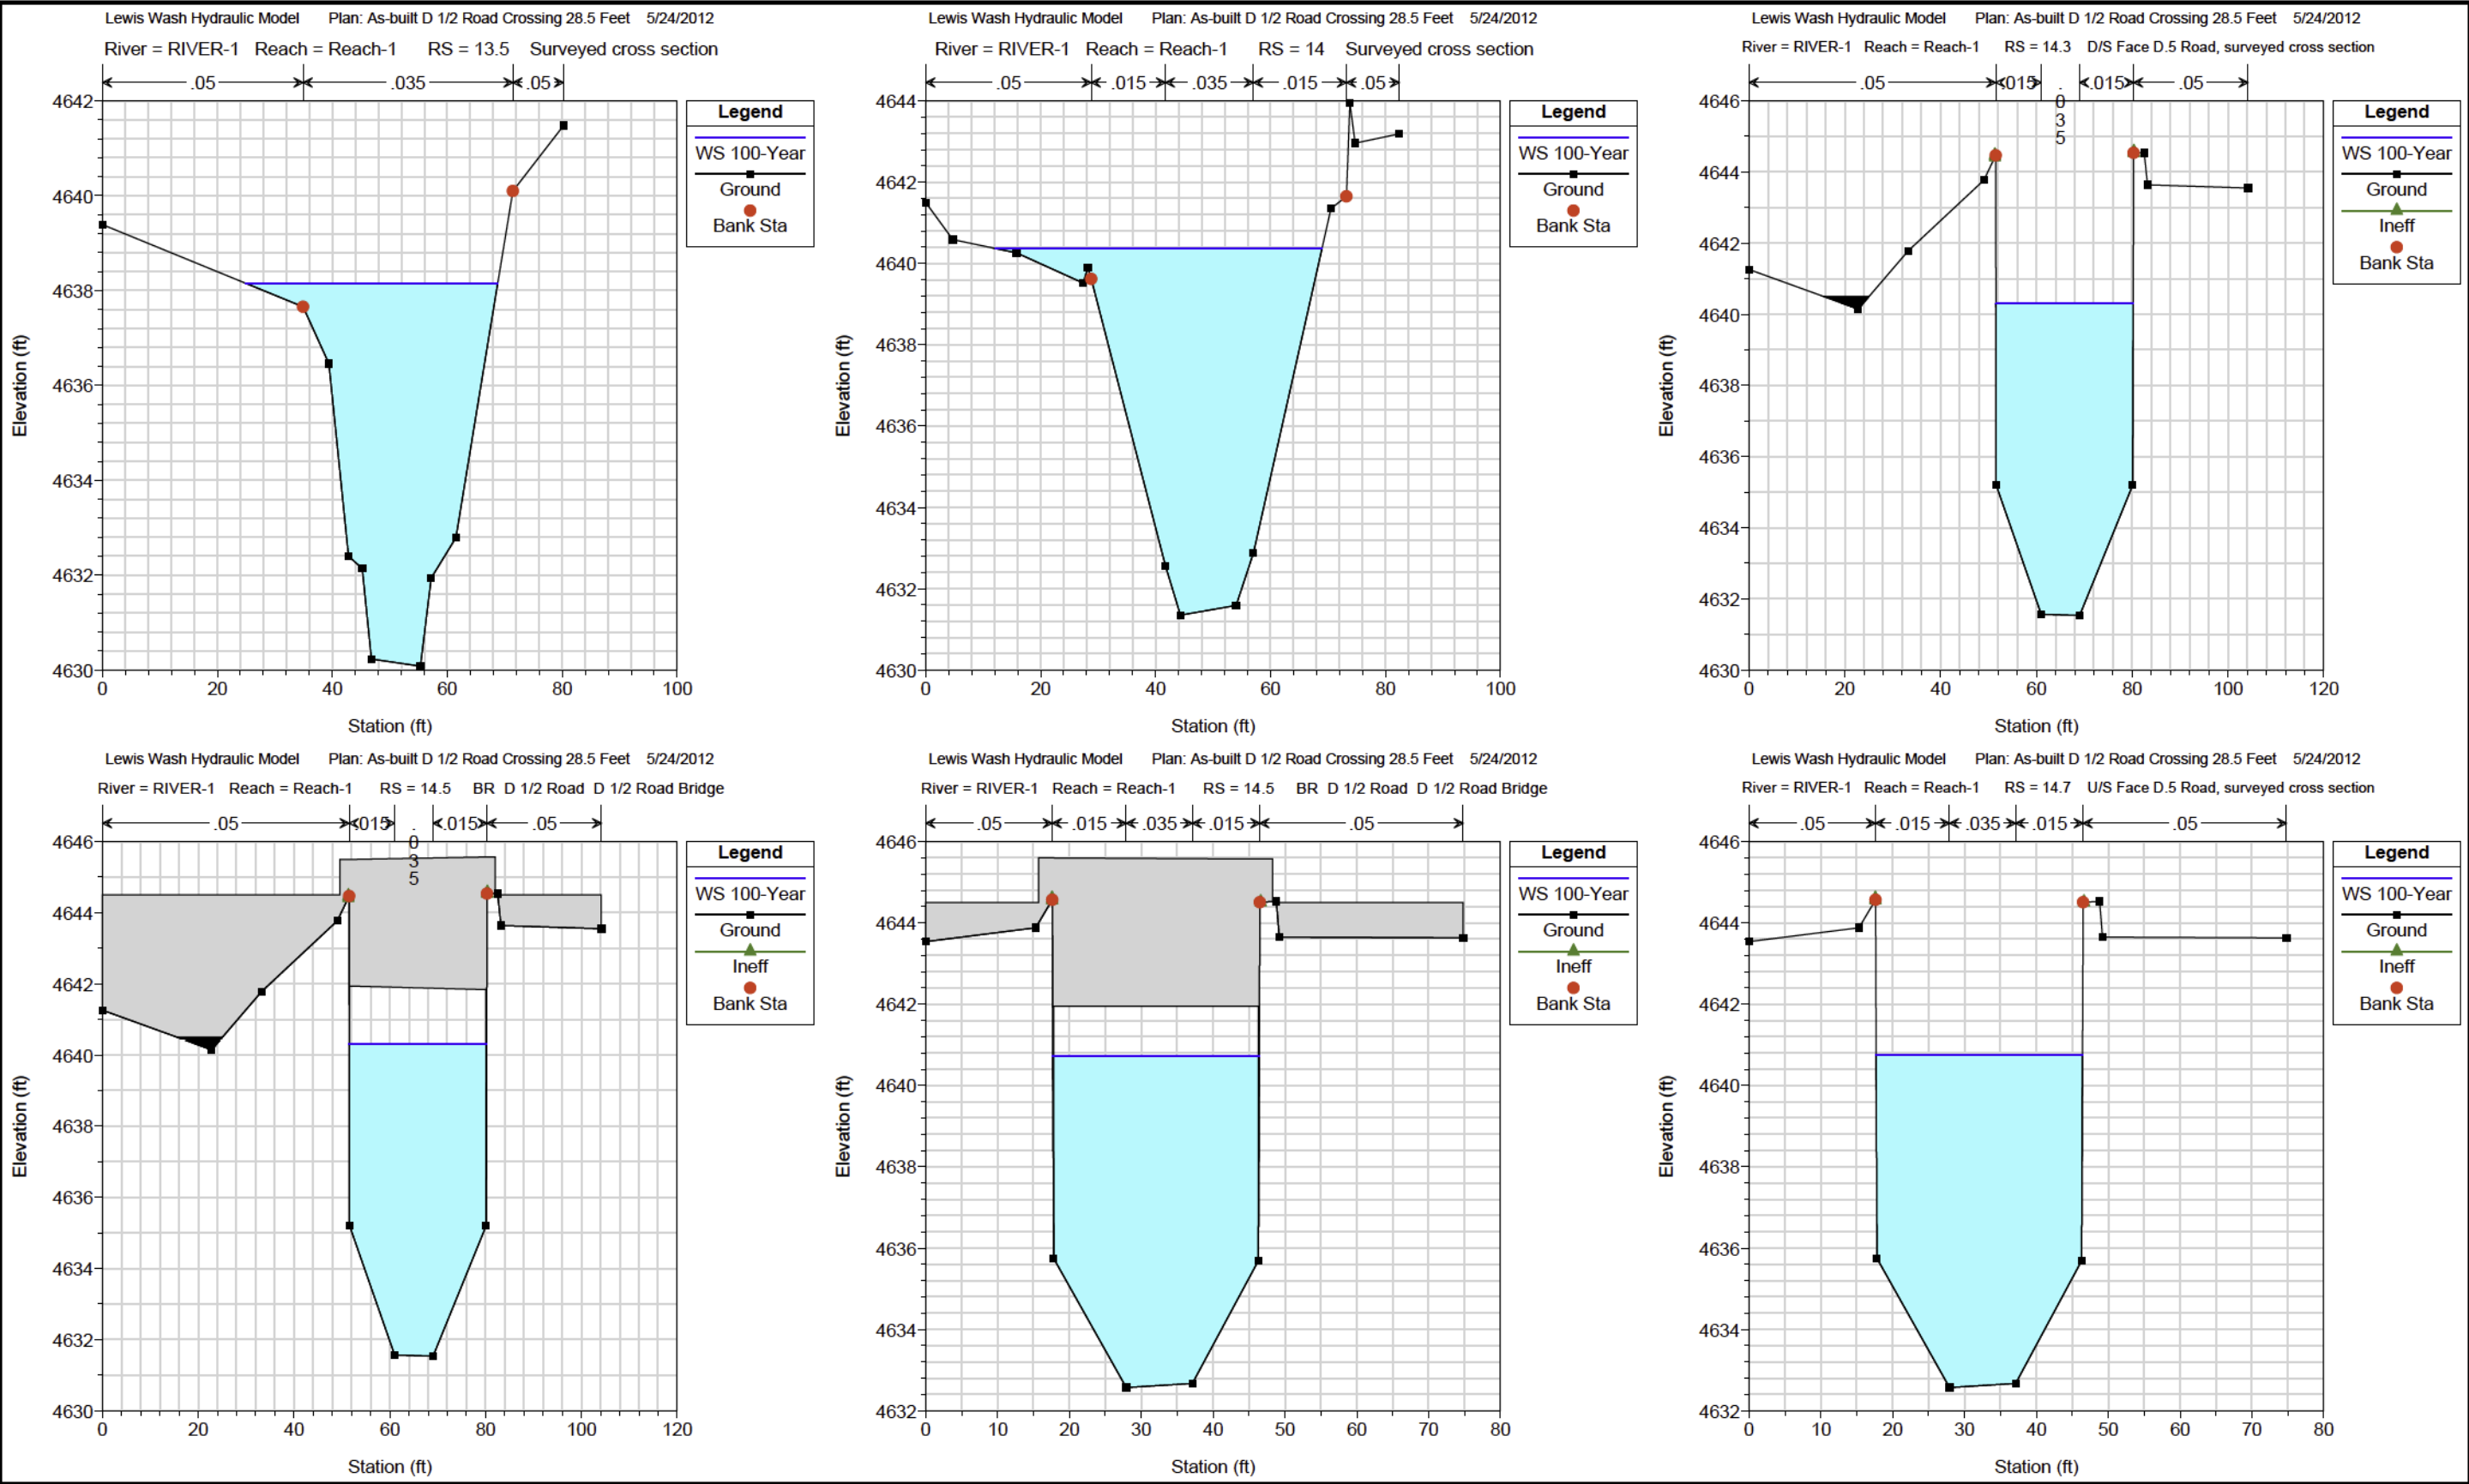 Lewis Wash Hydraulic Model Plan: As-built D 1/2 Road Crossing 28.5 Feet 5/24/2012
River = RIVER-1 Reach = Reach-1 RS = 13.5 Surveyed cross section
.05 .035 .05
4642
4640
4638
4636
4634
4632
4630
Elevation (ft)
0 20 40 60 80 100
Station (ft)
Legend
WS 100-Year
Ground
Bank Sta
Lewis Wash Hydraulic Model Plan: As-built D 1/2 Road Crossing 28.5 Feet 5/24/2012
River = RIVER-1 Reach = Reach-1 RS = 14 Surveyed cross section
.05 .015 .035 .015 .05
4644
4642
4640
4638
4636
4634
4632
4630
Elevation (ft)
0 20 40 60 80 100
Station (ft)
Legend
WS 100-Year
Ground
Bank Sta
Lewis Wash Hydraulic Model Plan: As-built D 1/2 Road Crossing 28.5 Feet 5/24/2012
River = RIVER-1 Reach = Reach-1 RS = 14.3 D/S Face D.5 Road, surveyed cross section
.05 .015 .035 .015 .05
4646
4644
4642
4640
4638
4636
4634
4632
4630
Elevation (ft)
0 20 40 60 80 100 120
Station (ft)
Legend
WS 100-Year
Ground
Ineff
Bank Sta
Lewis Wash Hydraulic Model Plan: As-built D 1/2 Road Crossing 28.5 Feet 5/24/2012
River = RIVER-1 Reach = Reach-1 RS = 14.5 BR D 1/2 Road D 1/2 Road Bridge
.05 .015 .035 .015 .05
4646
4644
4642
4640
4638
4636
4634
4632
4630
Elevation (ft)
0 20 40 60 80 100 120
Station (ft)
Legend
WS 100-Year
Ground
Ineff
Bank Sta
Lewis Wash Hydraulic Model Plan: As-built D 1/2 Road Crossing 28.5 Feet 5/24/2012
River = RIVER-1 Reach = Reach-1 RS = 14.5 BR D 1/2 Road D 1/2 Road Bridge
.05 .015 .035 .015 .05
4646
4644
4642
4640
4638
4636
4634
4632
Elevation (ft)
0 10 20 30 40 50 60 70 80
Station (ft)
Legend
WS 100-Year
Ground
Ineff
Bank Sta
Lewis Wash Hydraulic Model Plan: As-built D 1/2 Road Crossing 28.5 Feet 5/24/2012
River = RIVER-1 Reach = Reach-1 RS = 14.7 U/S Face D.5 Road, surveyed cross section
.05 .015 .035 .015 .05
4646
4644
4642
4640
4638
4636
4634
4632
Elevation (ft)
0 10 20 30 40 50 60 70 80
Station (ft)
Legend
WS 100-Year
Ground
Ineff
Bank Sta